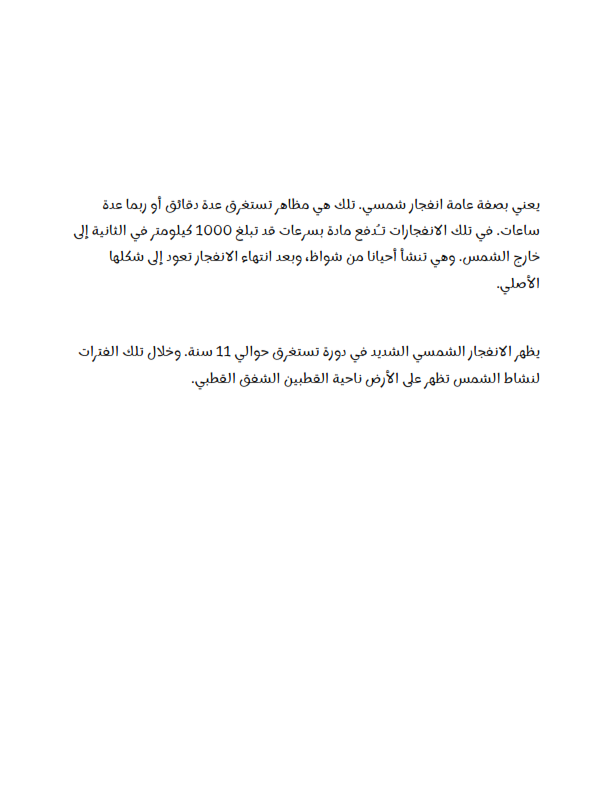 يعني بصفة عامة انفجار شمسي. تلك هي مظاهر تستغرق عدة دقائق أو ربما عدة
ساعات. في تلك الانفجارات تُدفع مادة بسرعات قد تبلغ 1000 كيلومتر في الثانية إلى
خارج الشمس. وهي تنشأ أحيانا من شواظ، وبعد انتهاء الانفجار تعود إلى شكلها
الأصلي.
يظهر الانفجار الشمسي الشديد في دورة تستغرق حوالي 11 سنة. وخلال تلك الفترات
لنشاط الشمس تظهر على الأرض ناحية القطبين الشفق القطبي.